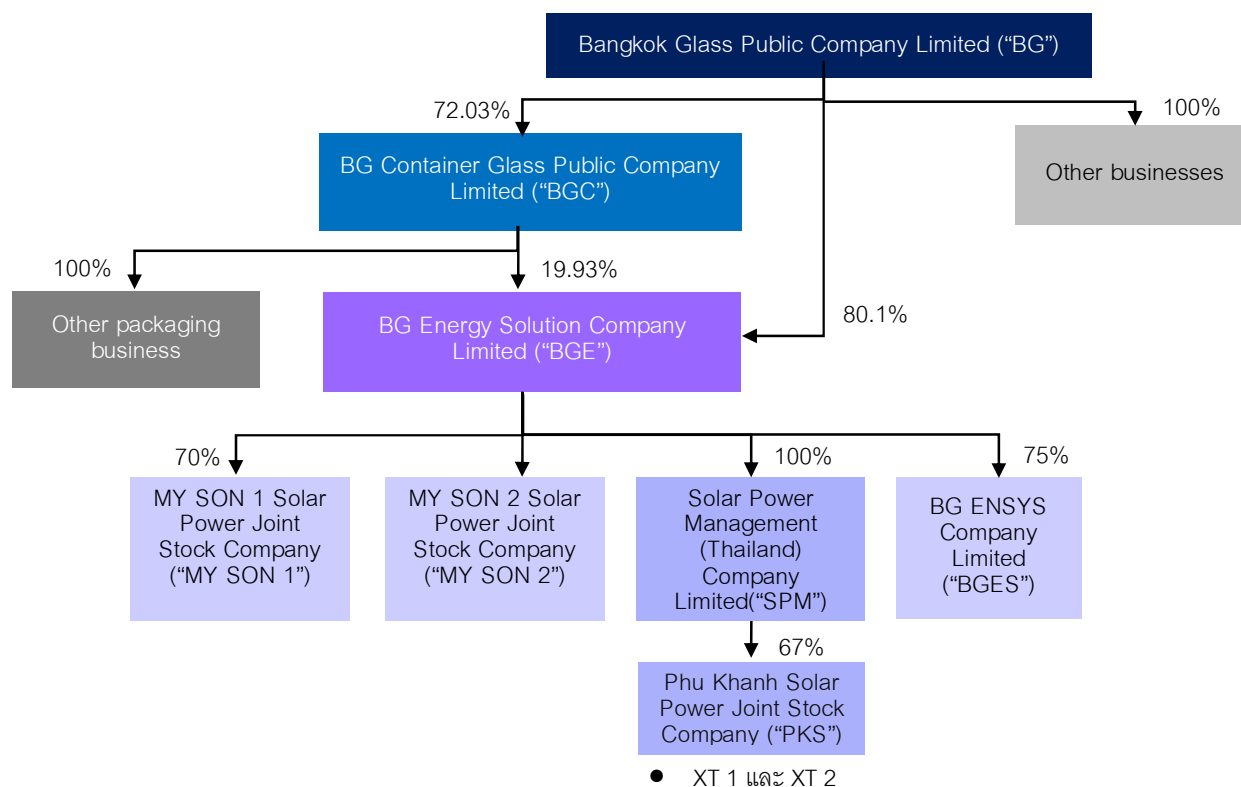 Bangkok Glass Public Company Limited (“BG”)
72.03%
100%
BG Container Glass Public Company
Limited (“BGC”)
Other businesses
100%
19.93%
80.1%
Other packaging
business
BG Energy Solution Company
Limited (“BGE”)
70%
100%
75%
MY SON 1 Solar
Power Joint
Stock Company
(“MY SON 1”)
MY SON 2 Solar
Power Joint
Stock Company
(“MY SON 2”)
Solar Power
Management
(Thailand)
Company
Limited(“SPM”)
BG ENSYS
Company
Limited
(“BGES”)
67%
Phu Khanh Solar
Power Joint Stock
Company (“PKS”)
● XT 1 และ XT 2